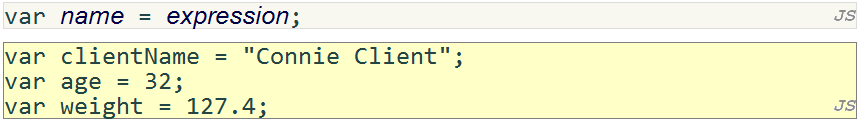 var name = expression; JS
var clientName = "Connie Client";
var age = 32;
var weight = 127.4; JS